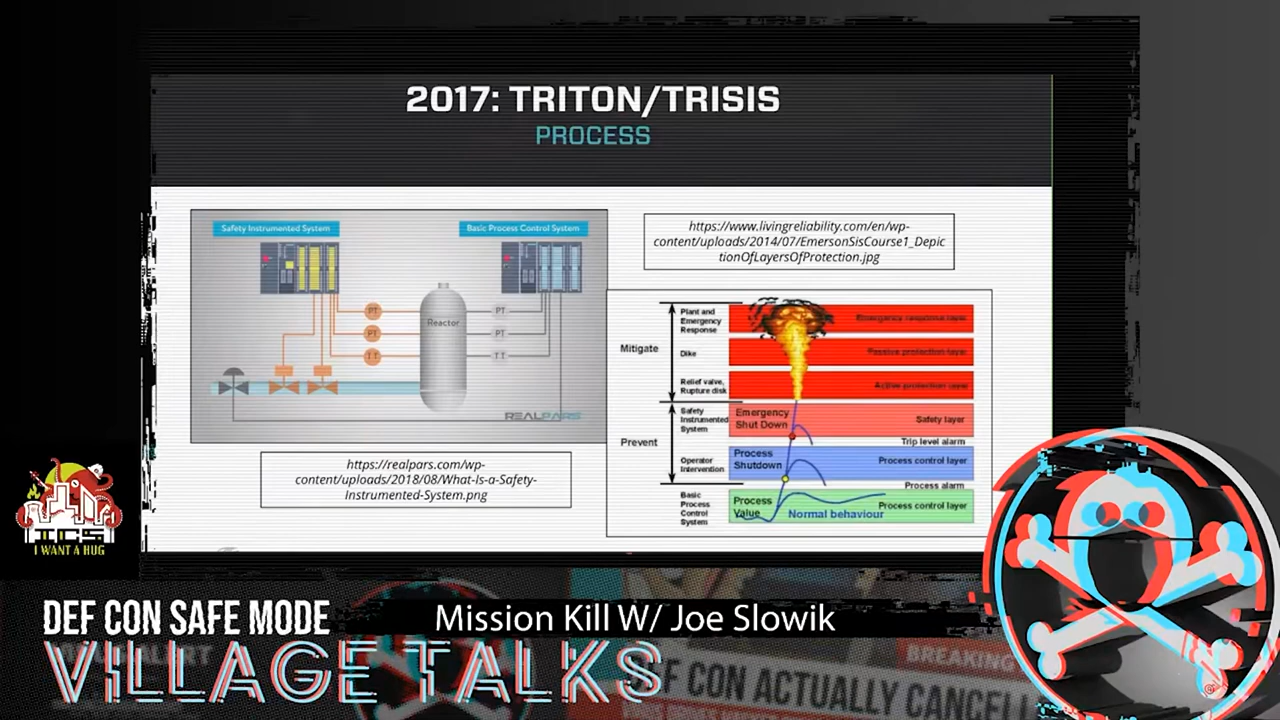 2017: TRITON/TRISIS
PROCESS
Safety Instrumented System
Basic Process Control System
PT
PT
TT
Reactor
PT
PT
TT
REALPARS
https://realpars.com/wp-
content/uploads/2018/08/What-Is-a-Safety-
Instrumented-System.png
https://www.livingreliability.com/en/wp-
content/uploads/2014/07/EmersonSisCourse1_Depic
tionOfLayersOfProtection.jpg
Mitigate
Prevent
Plant and
Emergency
Response
Emergency response layer
Dike
Passive protection layer
Relief valve,
Rupture disk
Active protection layer
Safety
Instrumented
System
Emergency
Shut Down
Safety layer
Trip level alarm
Operator
Intervention
Process
Shutdown
Process control layer
Process alarm
Basic
Process
Control
System
Process
Value
Normal behaviour
Process control layer
ICS
I WANT A HUG
DEF CON SAFE MODE
VILLAGE TALKS
Mission Kill W/ Joe Slowik
BREAKING
DEF CON ACTUALLY CANCELL